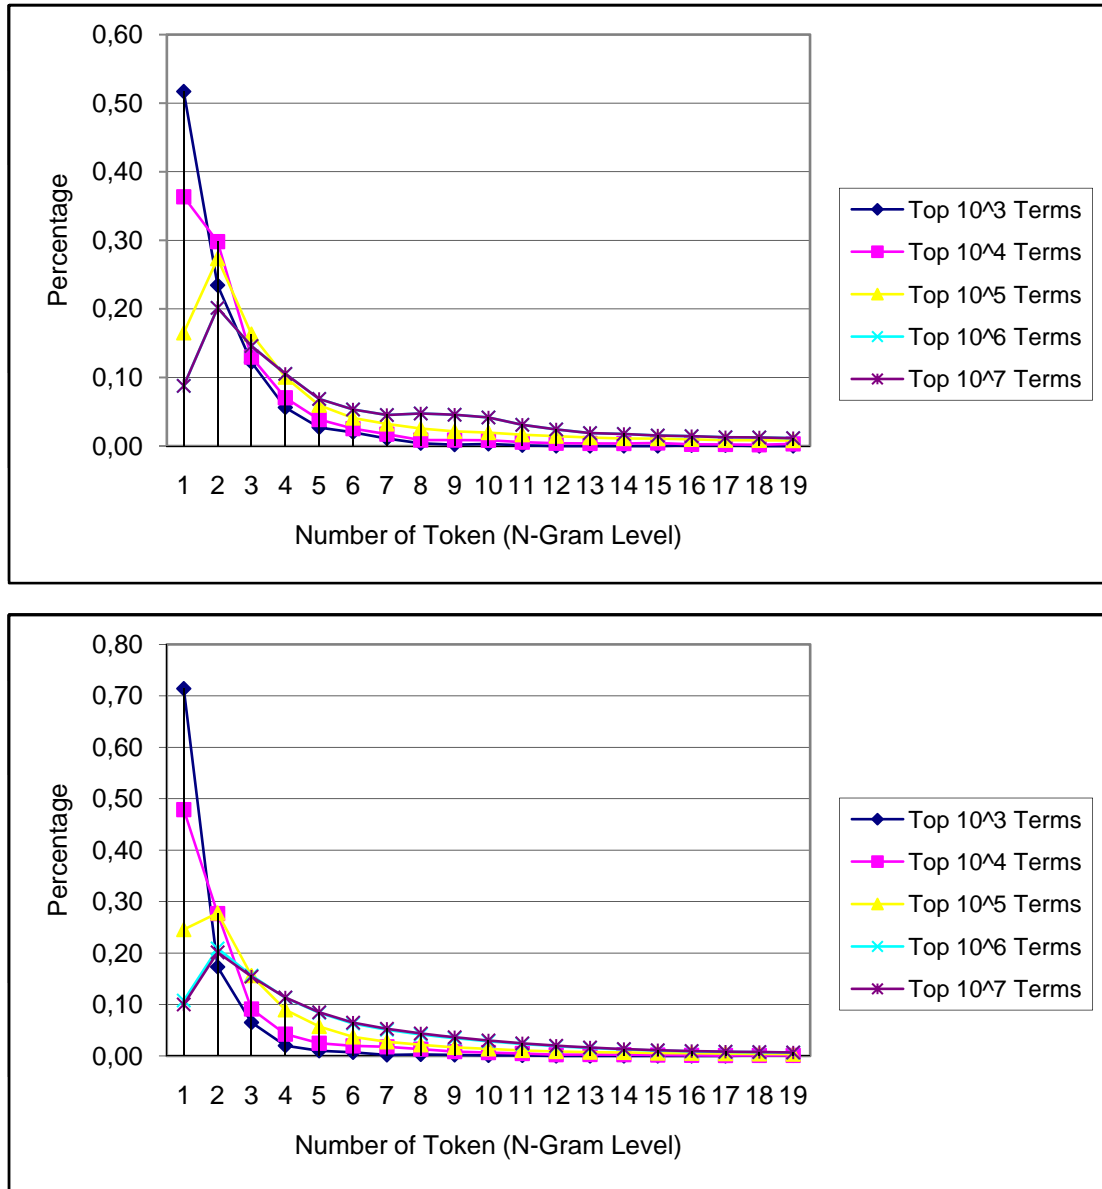 0,60
0,50
0,40
0,30
0,20
0,10
0,00
Percentage
1 2 3 4 5 6 7 8 9 10 11 12 13 14 15 16 17 18 19
Number of Token (N-Gram Level)
Top 10^3 Terms
Top 10^4 Terms
Top 10^5 Terms
Top 10^6 Terms
Top 10^7 Terms
0,80
0,70
0,60
0,50
0,40
0,30
0,20
0,10
0,00
Percentage
1 2 3 4 5 6 7 8 9 10 11 12 13 14 15 16 17 18 19
Number of Token (N-Gram Level)
Top 10^3 Terms
Top 10^4 Terms
Top 10^5 Terms
Top 10^6 Terms
Top 10^7 Terms